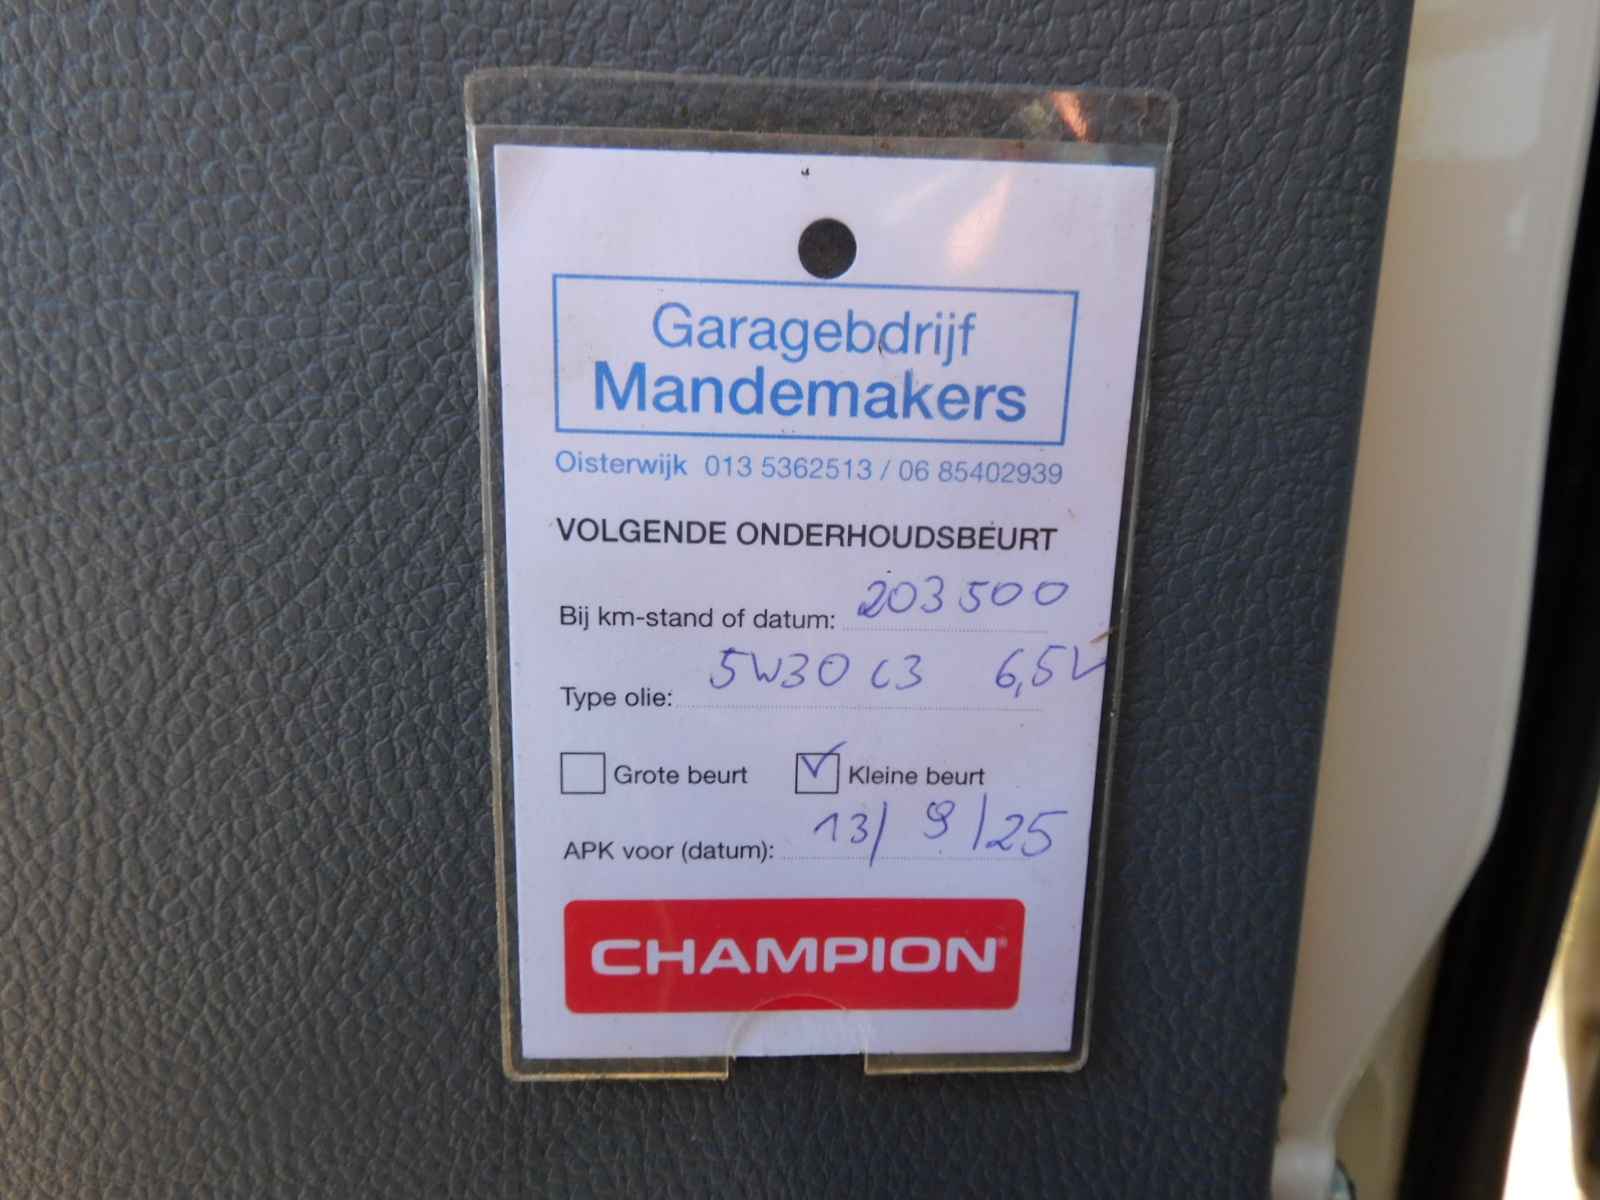 Garagebdrijf
Mandemakers
Oisterwijk 013 5362513 / 06 85402939
VOLGENDE ONDERHOUDSBEURT
Bij km-stand of datum: 203500
Type olie: 5W30 C3 6,5L
Grote beurt Kleine beurt
APK voor (datum): 13/9/25
CHAMPION®